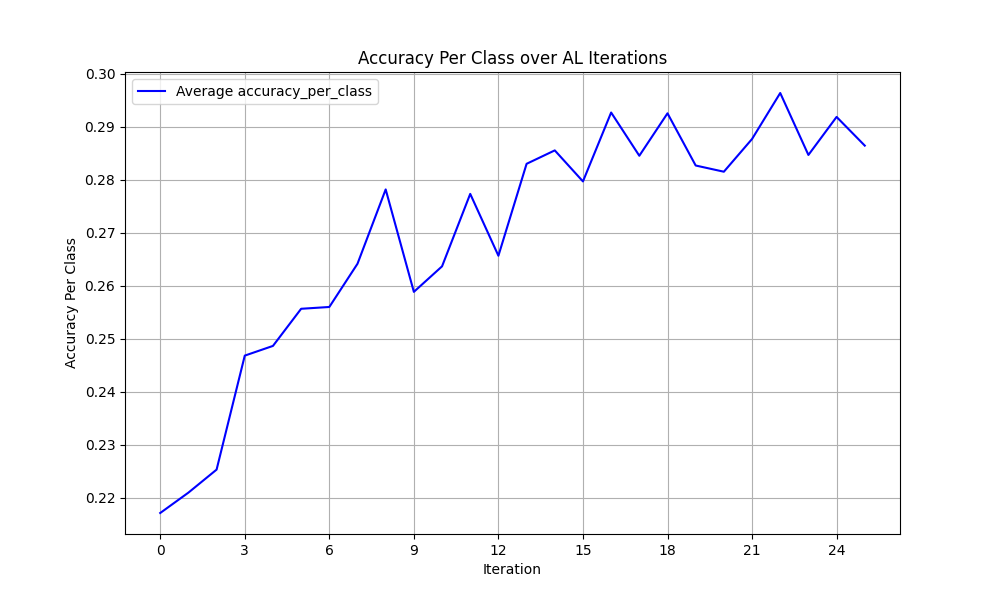 Accuracy Per Class over AL Iterations
Average accuracy_per_class
Accuracy Per Class
0.30
0.29
0.28
0.27
0.26
0.25
0.24
0.23
0.22
0 3 6 9 12 15 18 21 24
Iteration